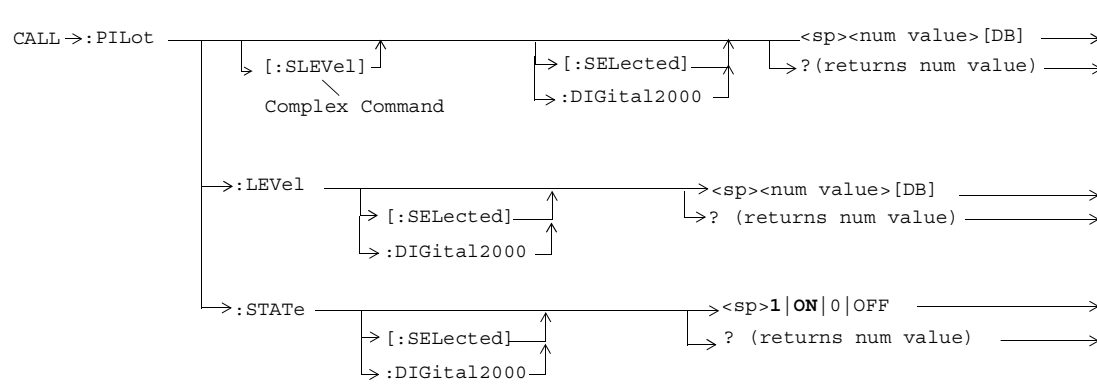 CALL :PILot <sp><num value>[DB]
[:SLEVel] [:SELected] ?(returns num value)
Complex Command :DIGital2000
:LEVel <sp><num value>[DB]
[:SELected] ? (returns num value)
:DIGital2000
:STATe <sp>1|ON|0|OFF
[:SELected] ? (returns num value)
:DIGital2000